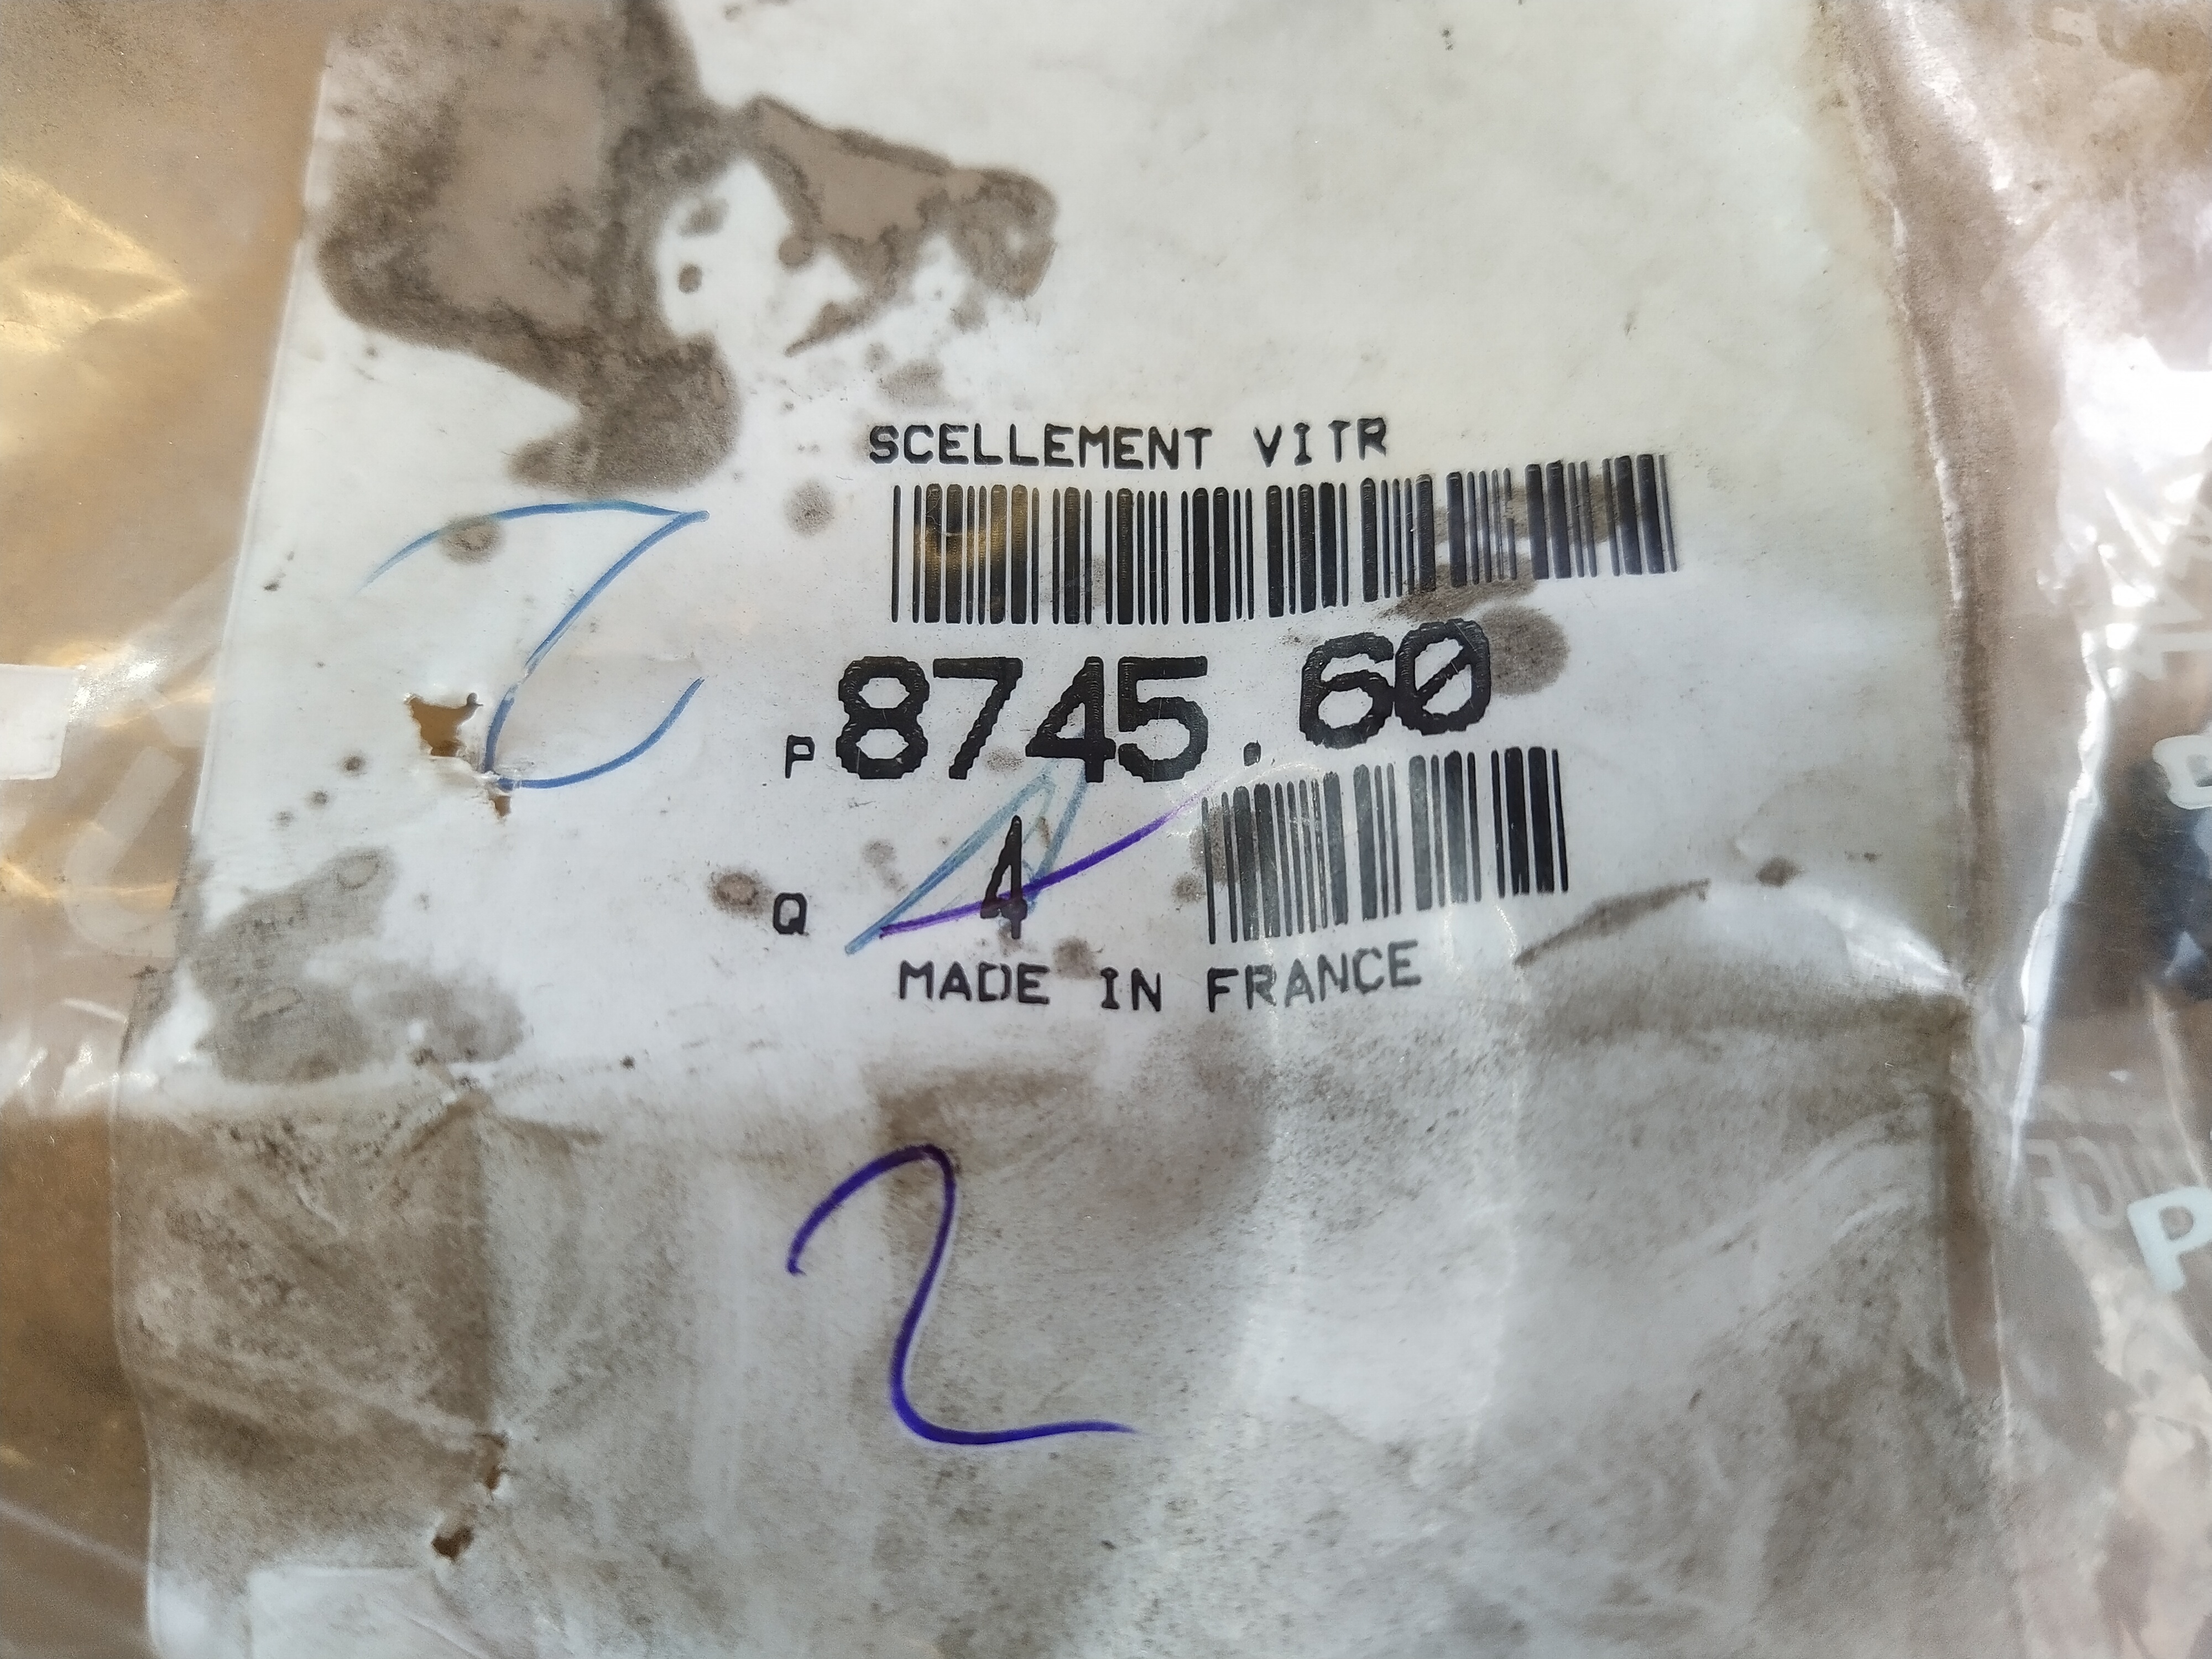 SCELLEMENT VITR
P 8745.60
Q 4
MADE IN FRANCE
2